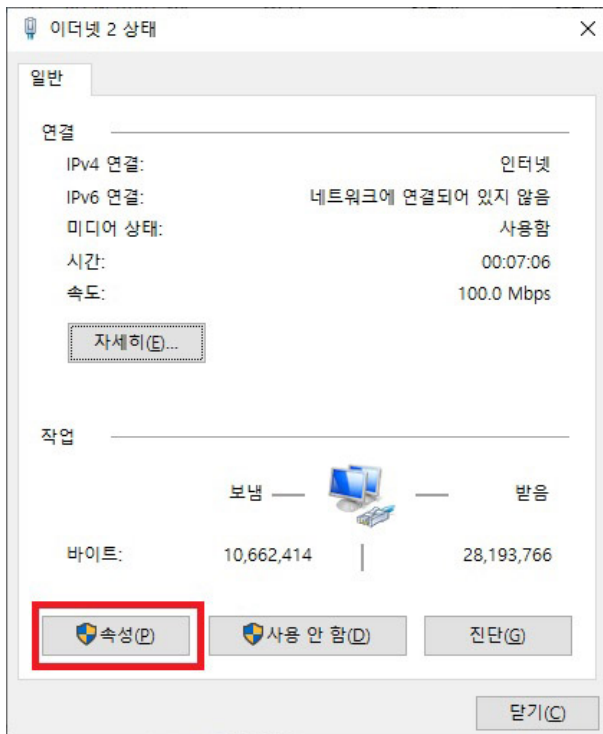 이더넷 2 상태
일반
연결
IPv4 연결: 인터넷
IPv6 연결: 네트워크에 연결되어 있지 않음
미디어 상태: 사용함
시간: 00:07:06
속도: 100.0 Mbps
자세히(E)...
작업
보냄 받음
바이트: 10,662,414 28,193,766
속성(P) 사용 안 함(D) 진단(G)
닫기(C)